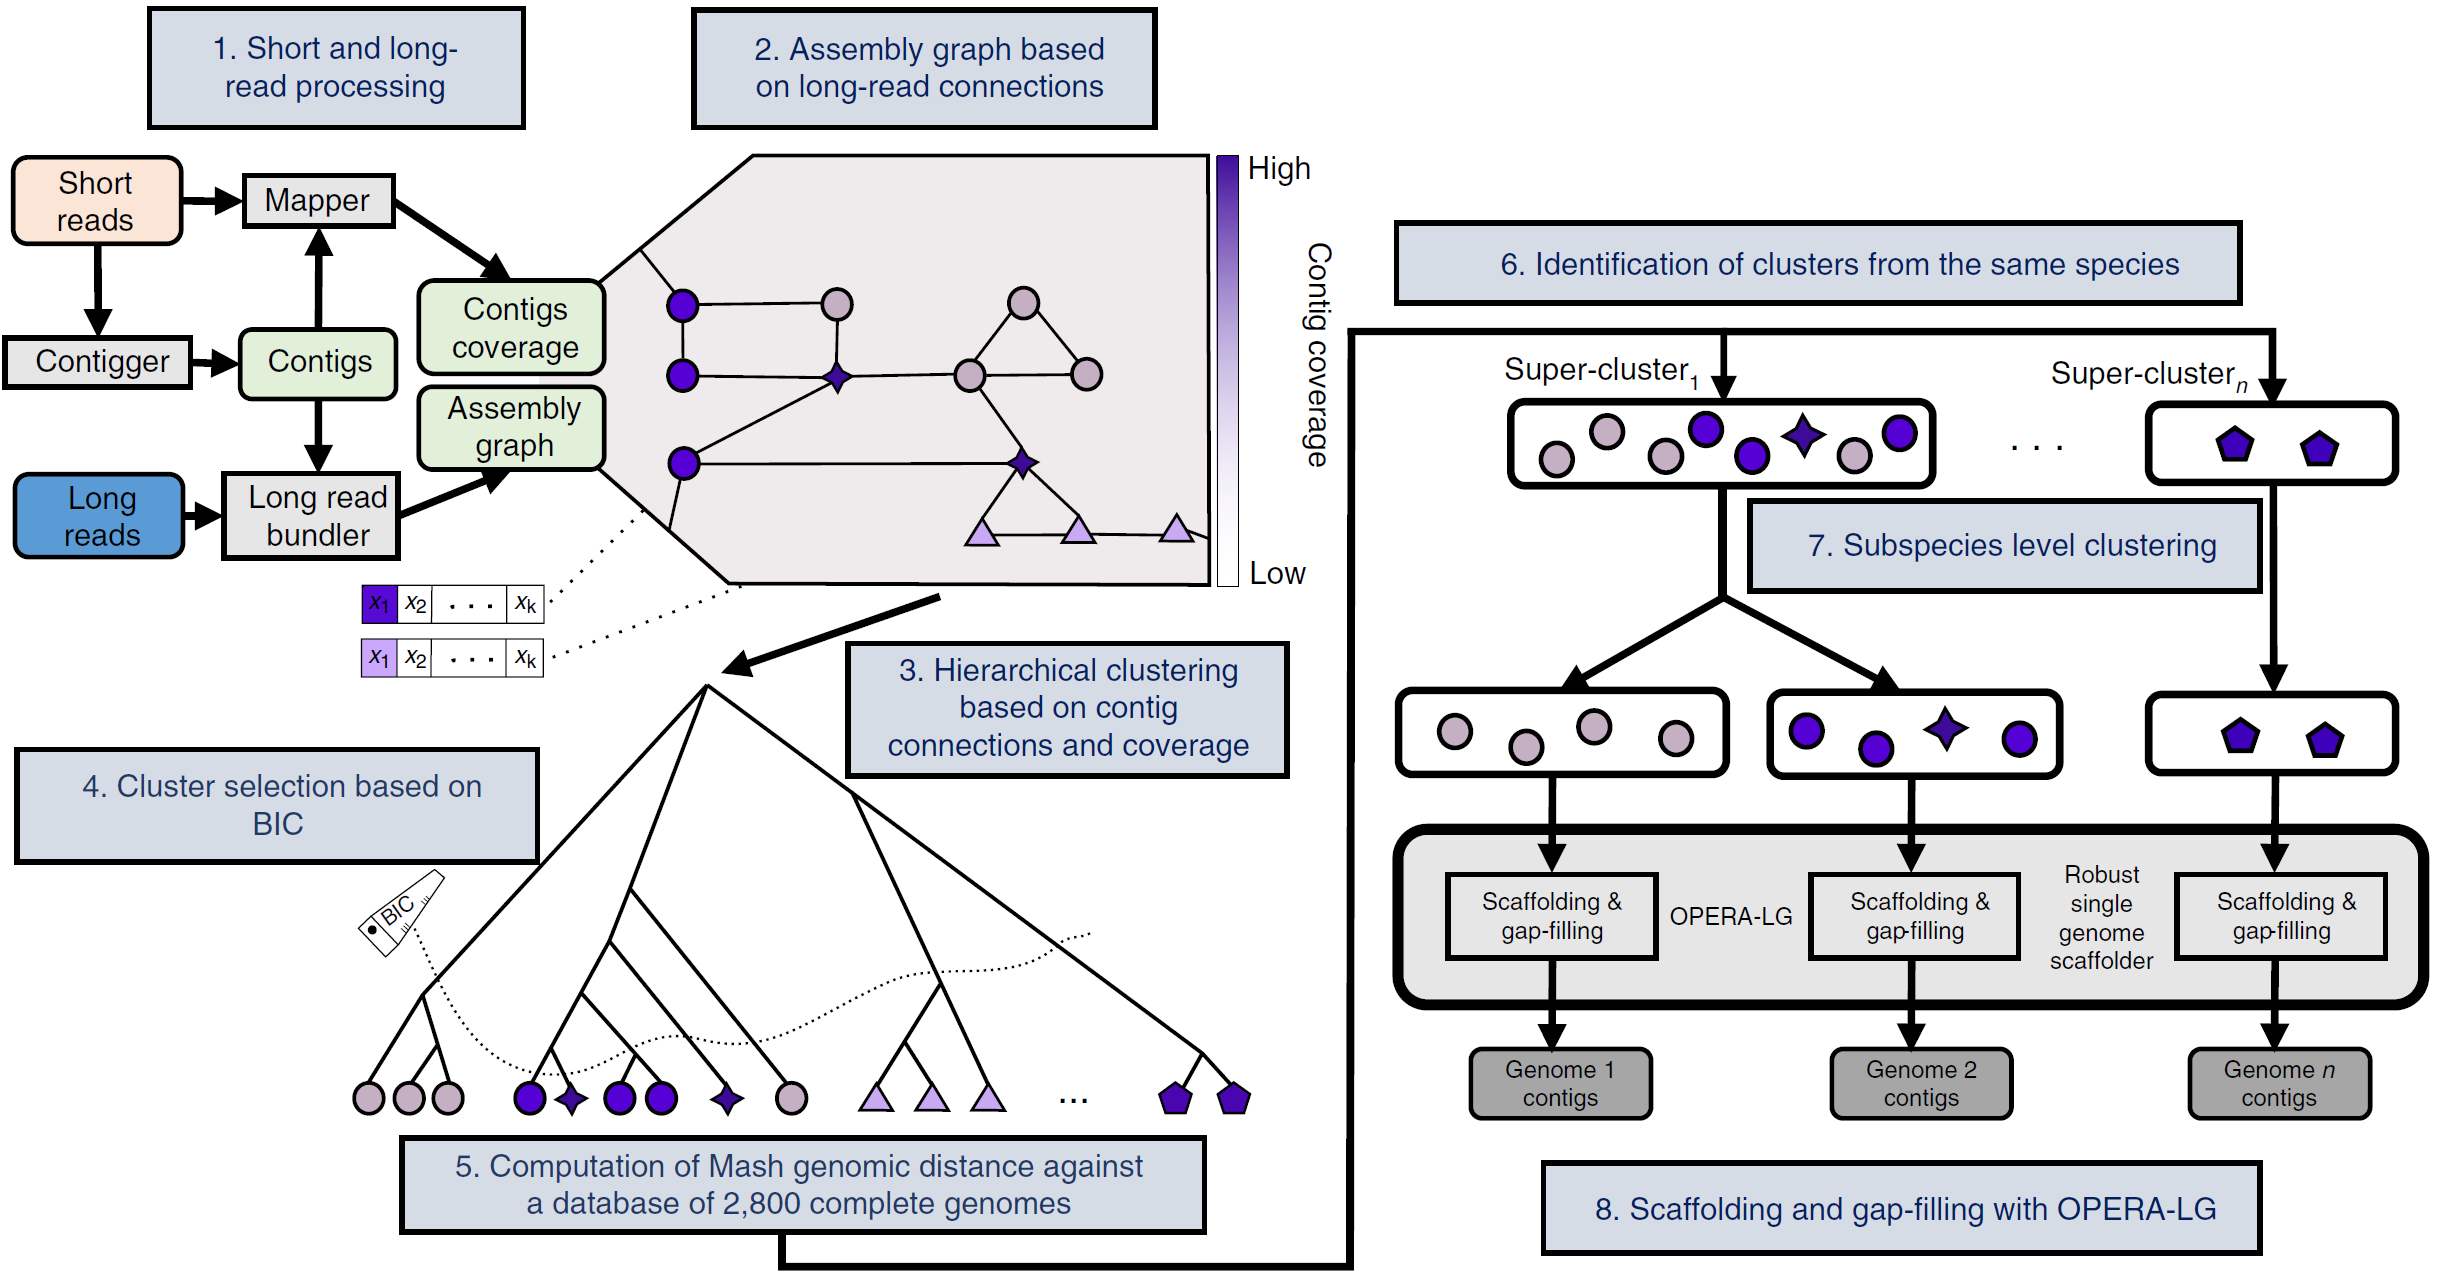 1. Short and long-
read processing
2. Assembly graph based
on long-read connections
Short
reads
Mapper
Contigger
Contigs
Long
reads
Long read
bundler
Contigs
coverage
Assembly
graph
High
Contig coverage
Low
x1 x2 . . . xk
x1 x2 . . . xk
3. Hierarchical clustering
based on contig
connections and coverage
4. Cluster selection based on
BIC
BIC
...
5. Computation of Mash genomic distance against
a database of 2,800 complete genomes
6. Identification of clusters from the same species
Super-cluster1
. . .
Super-clustern
7. Subspecies level clustering
Scaffolding &
gap-filling
OPERA-LG
Scaffolding &
gap-filling
Robust
single
genome
scaffolder
Scaffolding &
gap-filling
Genome 1
contigs
Genome 2
contigs
Genome n
contigs
8. Scaffolding and gap-filling with OPERA-LG